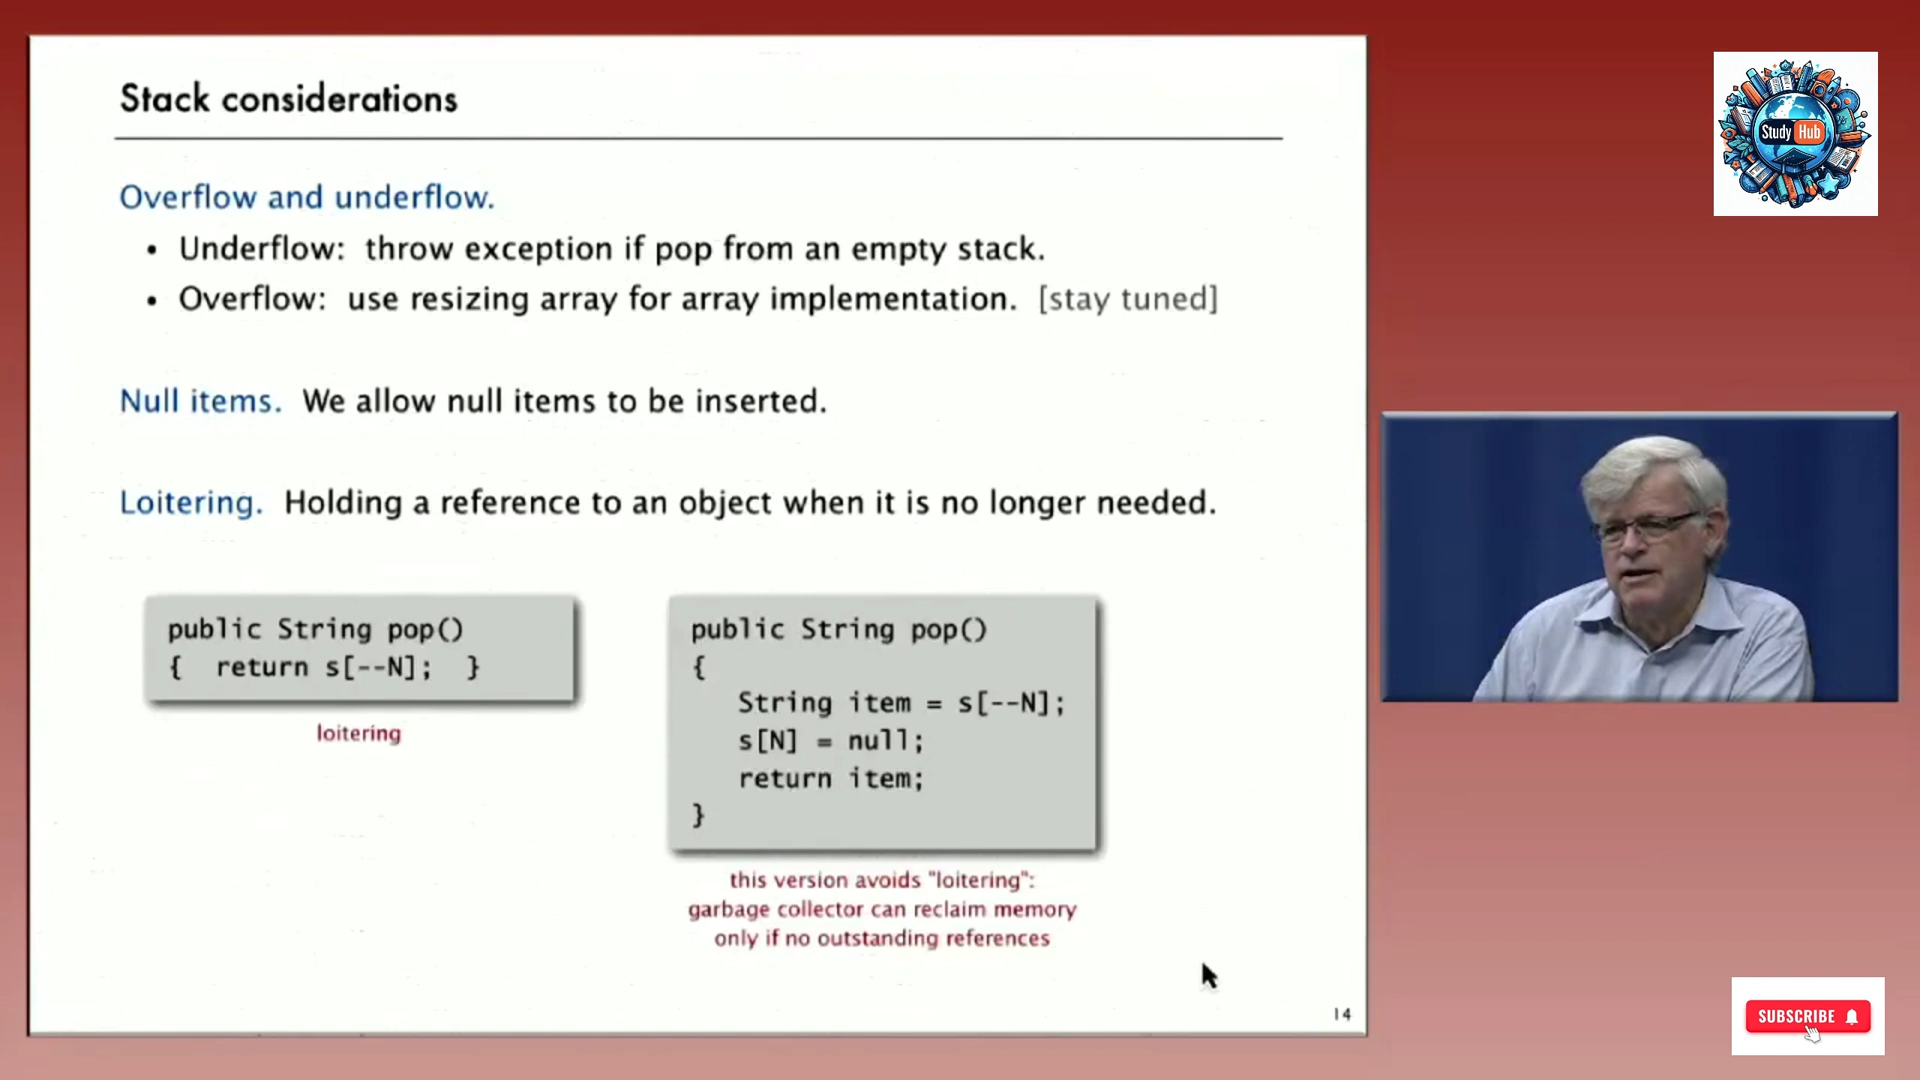 Stack considerations
Overflow and underflow.
• Underflow: throw exception if pop from an empty stack.
• Overflow: use resizing array for array implementation. [stay tuned]
Null items. We allow null items to be inserted.
Loitering. Holding a reference to an object when it is no longer needed.
public String pop()
{ return s[--N]; }
loitering
public String pop()
{
String item = s[--N];
s[N] = null;
return item;
}
this version avoids "loitering":
garbage collector can reclaim memory
only if no outstanding references
14
Study Hub
SUBSCRIBE